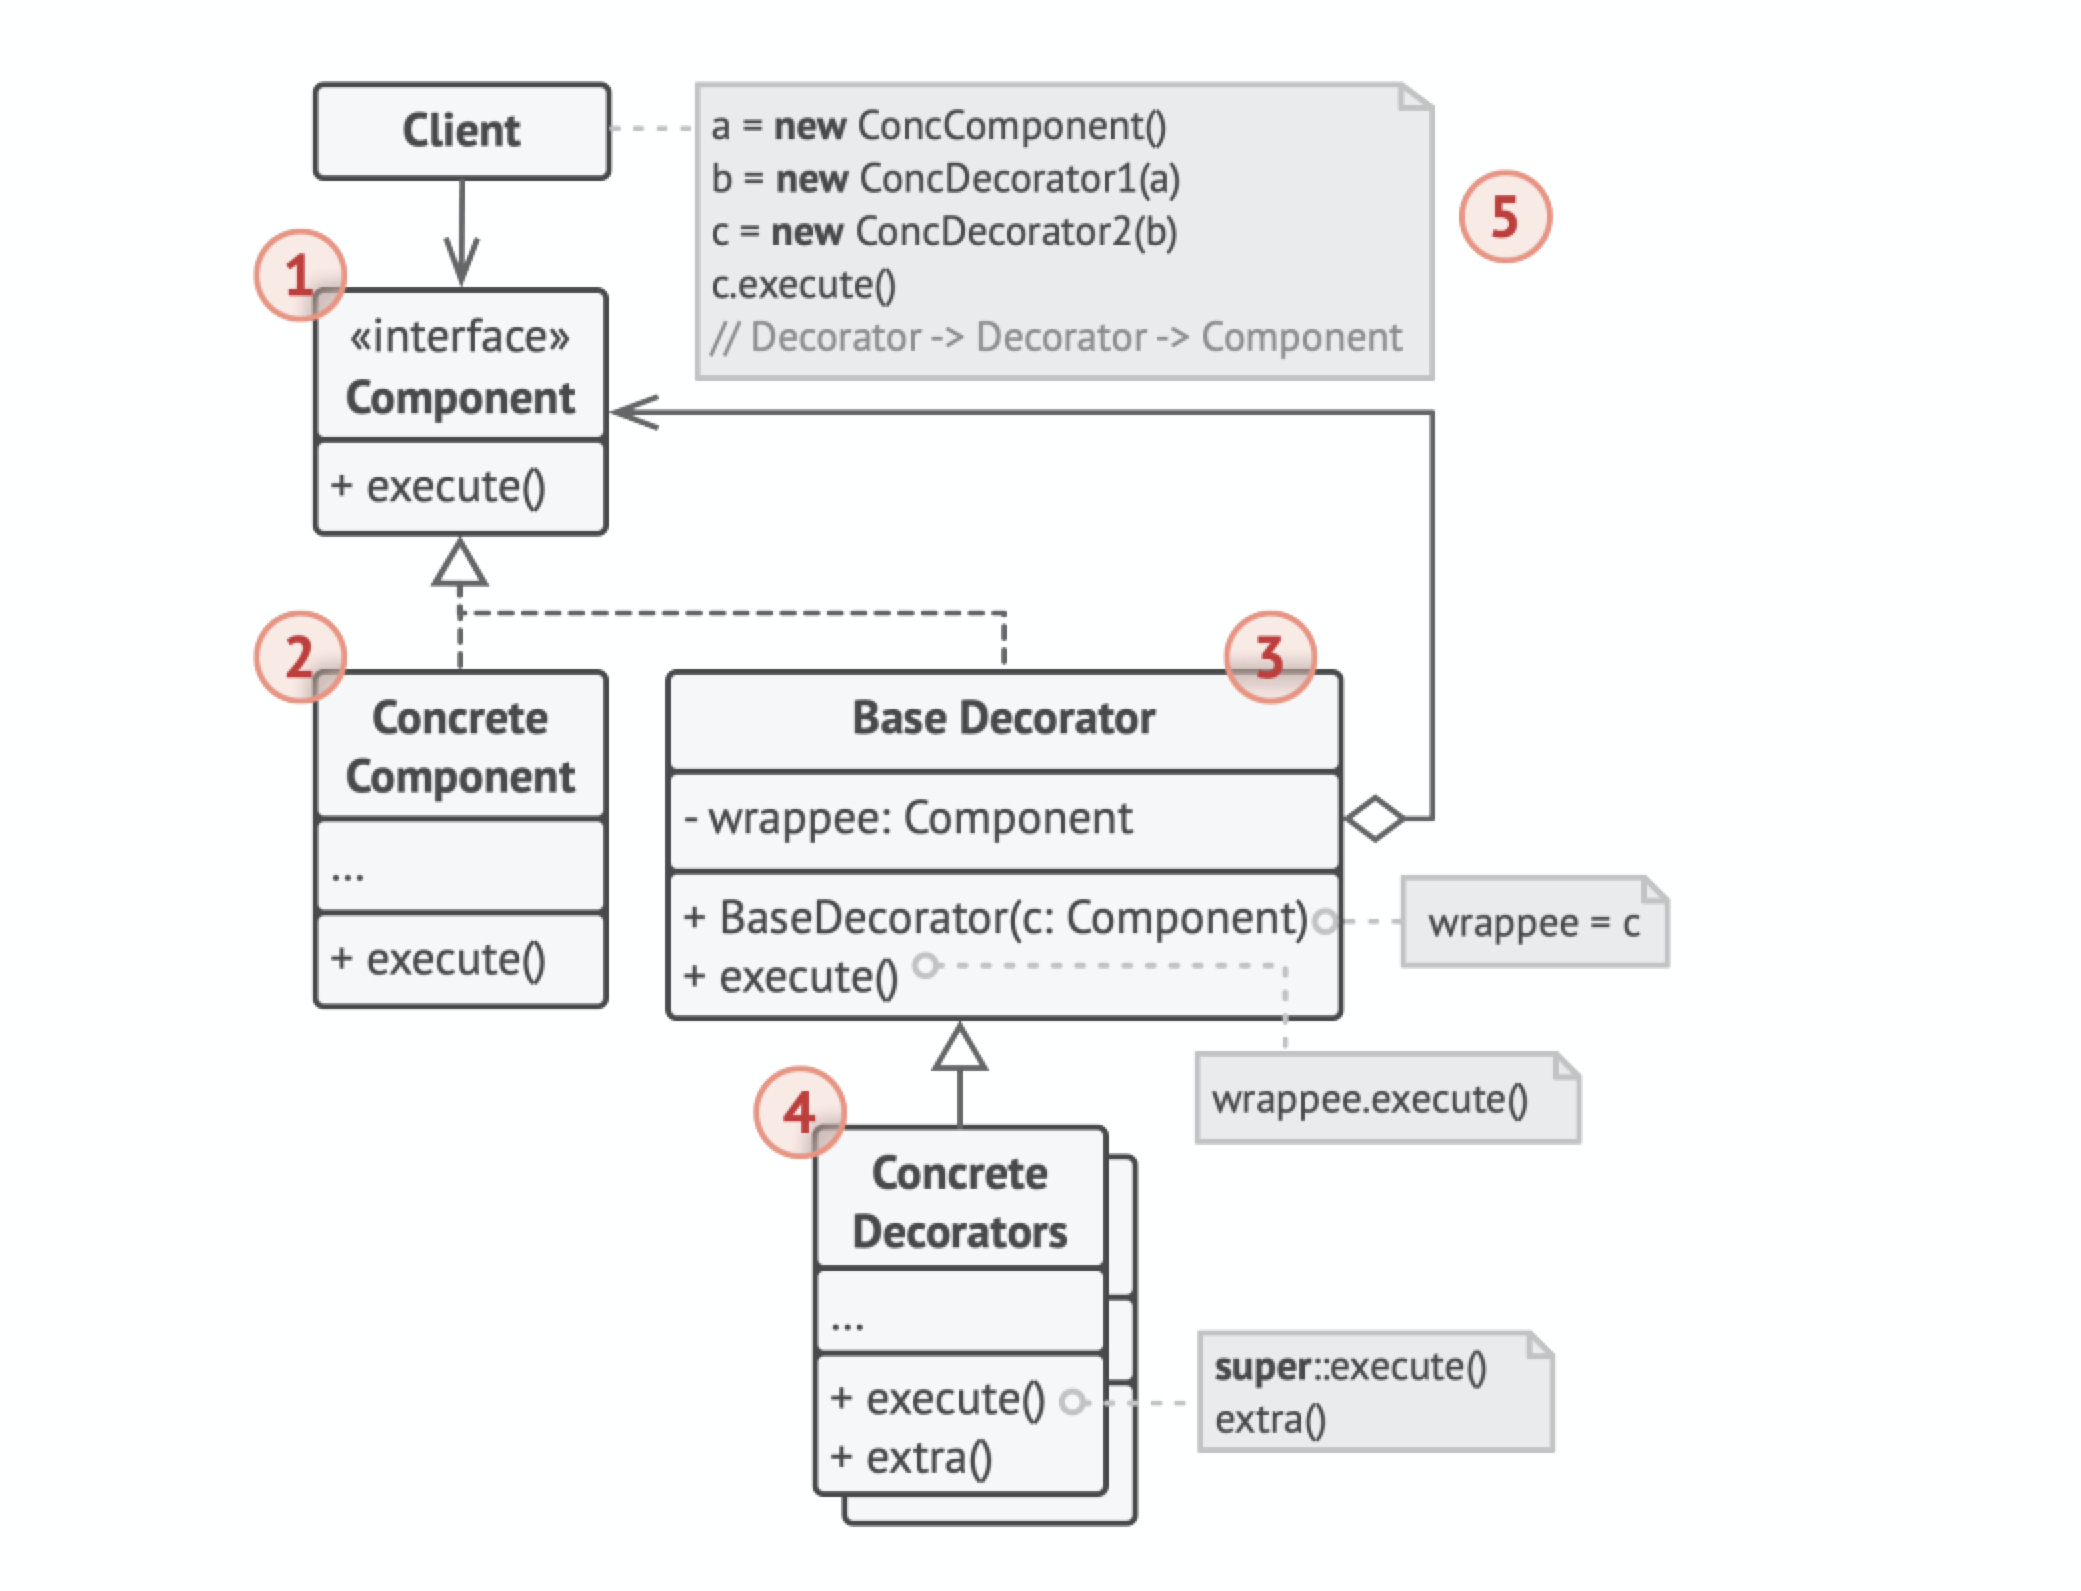 Client
a = new ConcComponent()
b = new ConcDecorator1(a)
c = new ConcDecorator2(b)
c.execute()
// Decorator -> Decorator -> Component
5
1
«interface»
Component
+ execute()
2
Concrete
Component
...
+ execute()
3
Base Decorator
- wrappee: Component
+ BaseDecorator(c: Component)
+ execute()
wrappee = c
wrappee.execute()
4
Concrete
Decorators
...
+ execute()
+ extra()
super::execute()
extra()